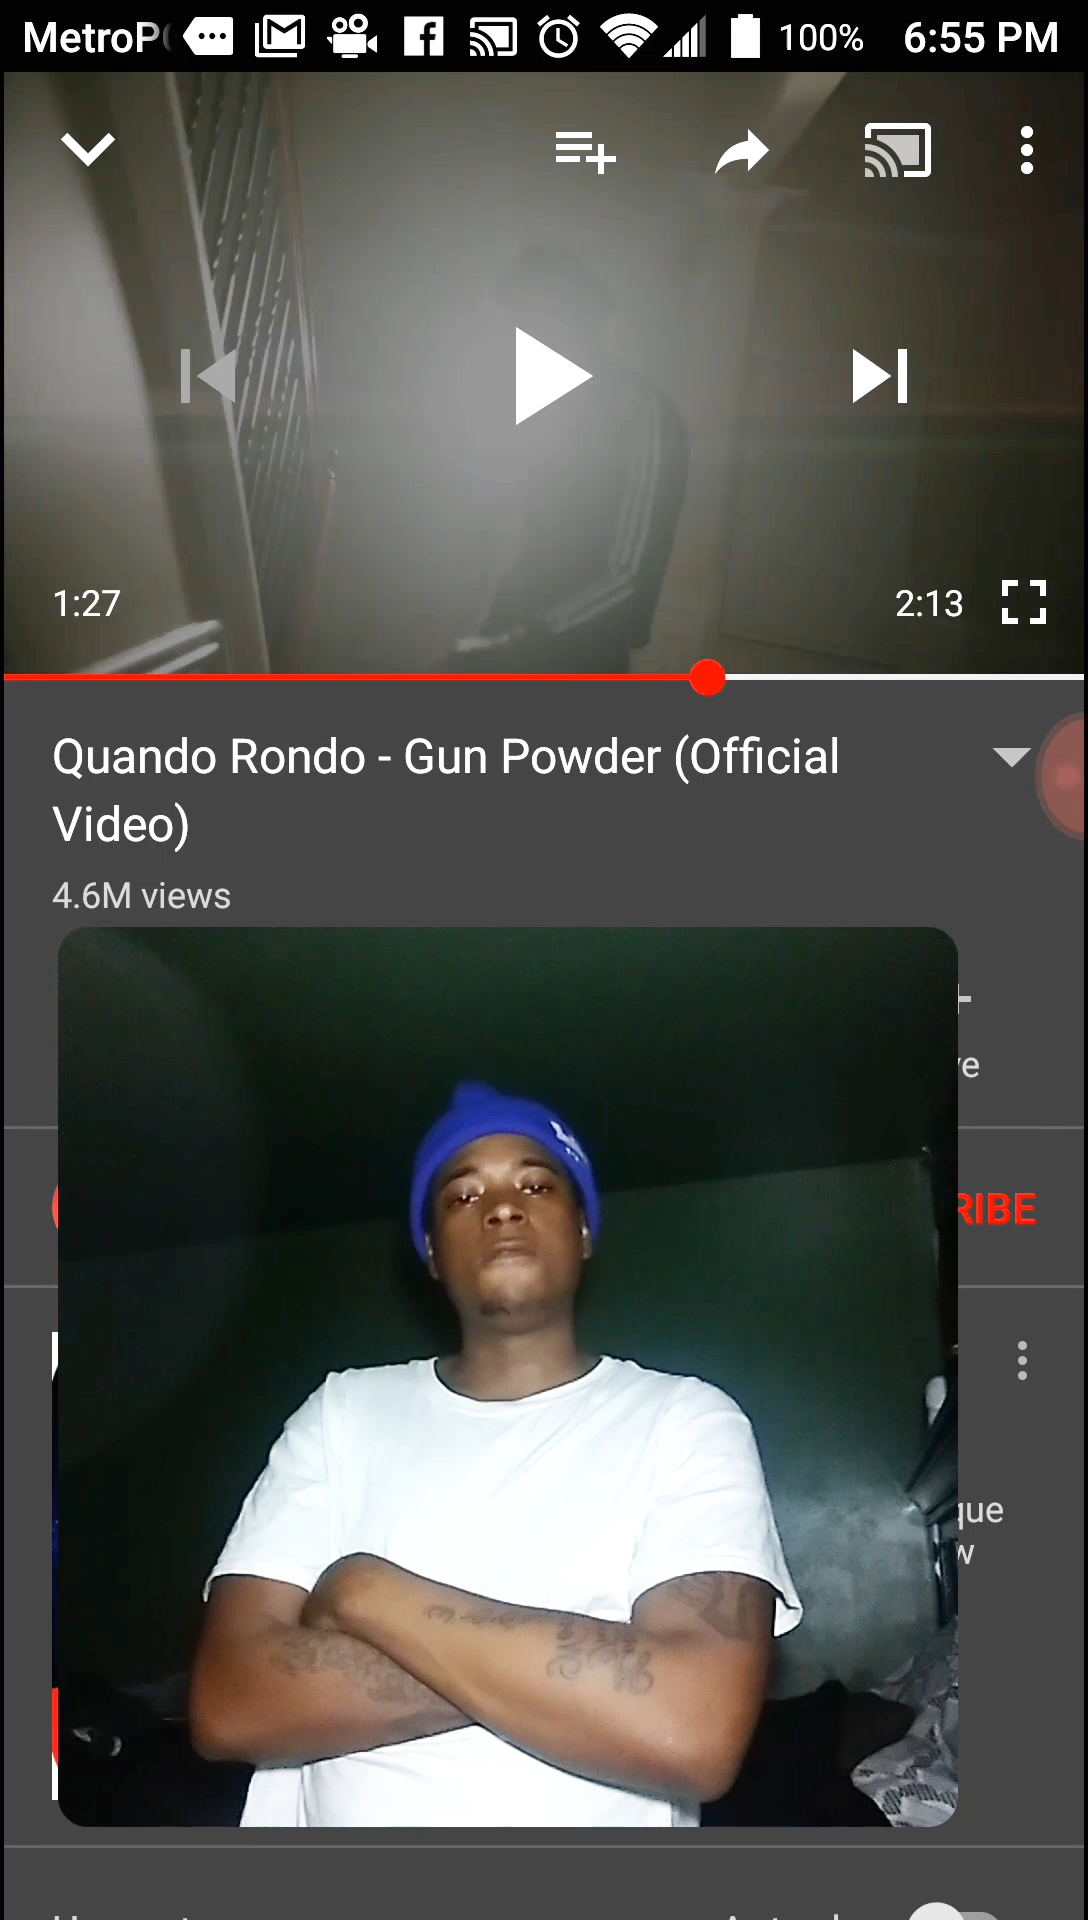 MetroP
100%
6:55 PM
1:27
2:13
Quando Rondo - Gun Powder (Official
Video)
4.6M views
ve
RIBE
que
w